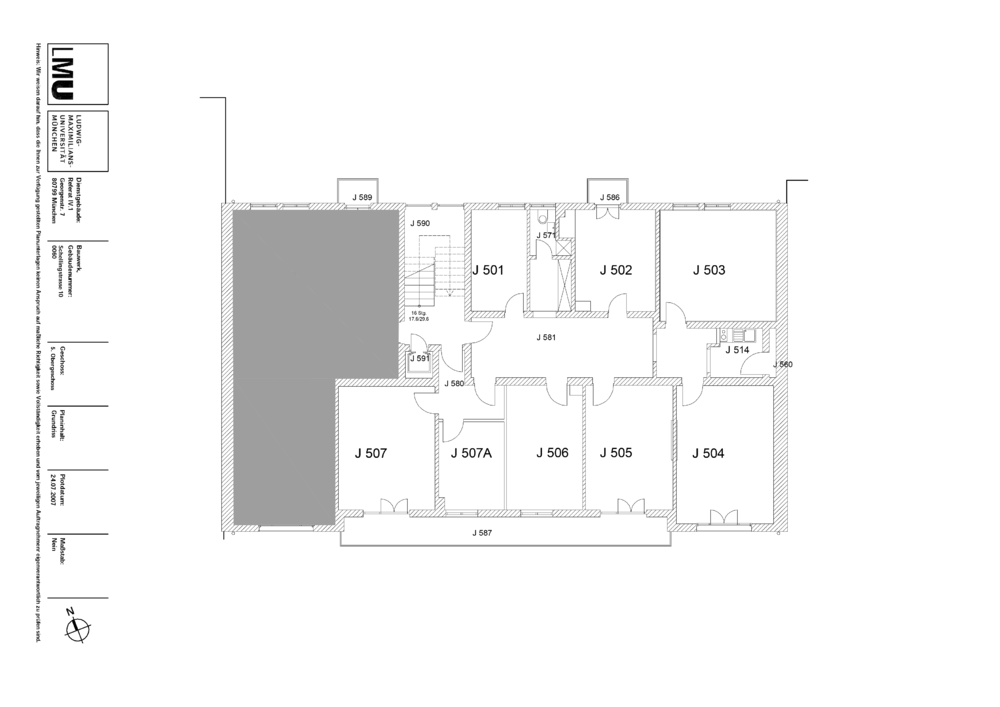 LMU
LUDWIG-
MAXIMILIANS-
UNIVERSITÄT
MÜNCHEN
Dienstgebäude:
Referat IV.1
Georgenstr. 7
80799 München
Bauwerk,
Gebäudenummer:
Schellingstrasse 10
0080
Geschoss:
5. Obergeschoss
Planinhalt:
Grundriss
Plotdatum:
24.07.2007
Maßstab:
Nein
N
Hinweis: Wir weisen darauf hin, dass die Ihnen zur Verfügung gestellten Planunterlagen keinen Anspruch auf maßliche Richtigkeit sowie Vollständigkeit erheben und vom jeweiligen Auftragnehmer eigenverantwortlich zu prüfen sind.
J 589
J 586
J 590
J 571
J 501
J 502
J 503
16 Stg.
17.6/29.6
J 581
J 514
J 591
J 560
J 580
J 507
J 507A
J 506
J 505
J 504
J 587